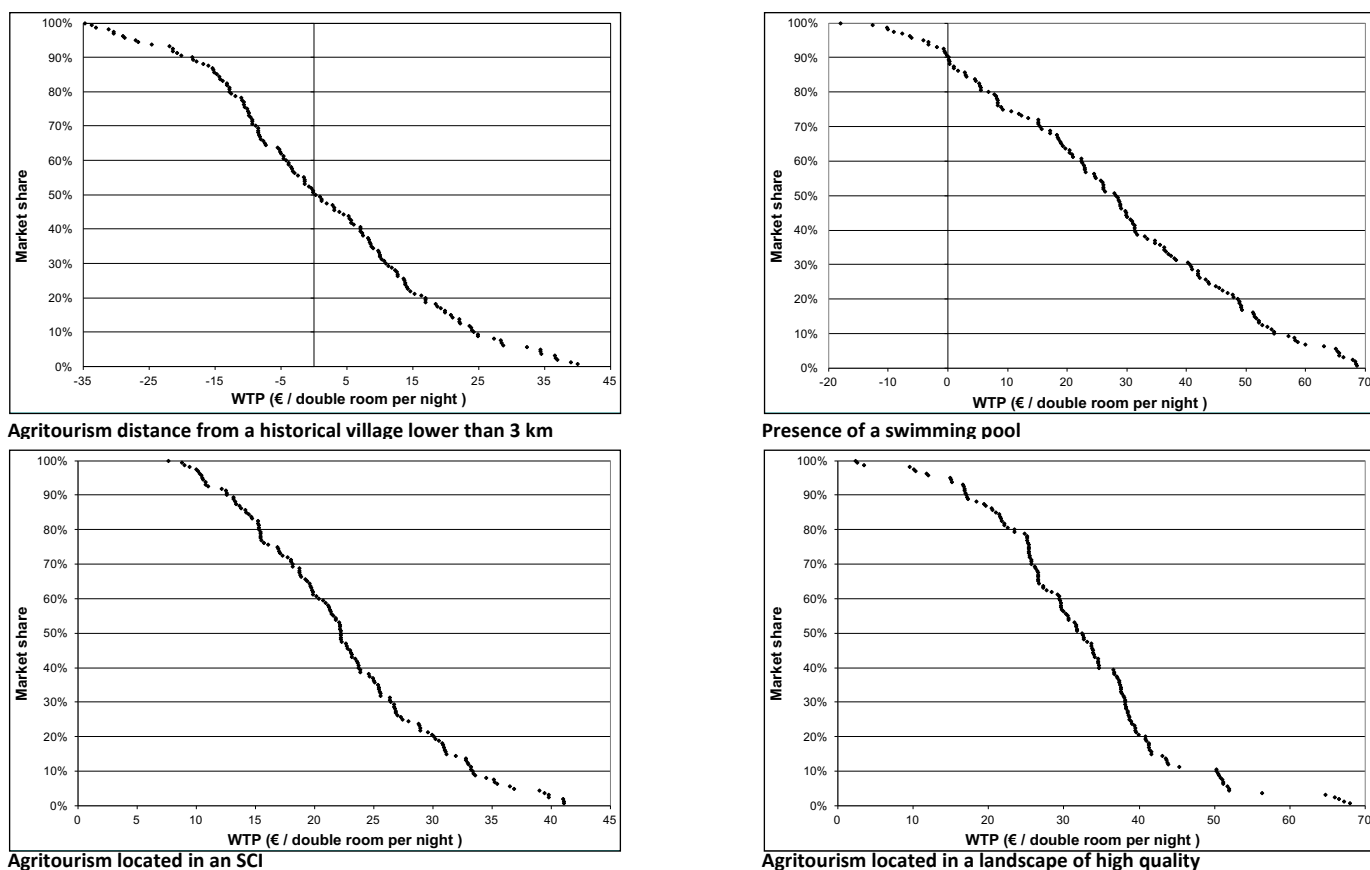 100%
90%
80%
70%
60%
50%
40%
30%
20%
10%
0%
Market share
-35 -25 -15 -5 5 15 25 35 45
WTP (€ / double room per night )
Agritourism distance from a historical village lower than 3 km
100%
90%
80%
70%
60%
50%
40%
30%
20%
10%
0%
Market share
-20 -10 0 10 20 30 40 50 60 70
WTP (€ / double room per night )
Presence of a swimming pool
100%
90%
80%
70%
60%
50%
40%
30%
20%
10%
0%
Market share
0 5 10 15 20 25 30 35 40 45
WTP (€ / double room per night )
Agritourism located in an SCI
100%
90%
80%
70%
60%
50%
40%
30%
20%
10%
0%
Market share
0 10 20 30 40 50 60 70
WTP (€ / double room per night )
Agritourism located in a landscape of high quality